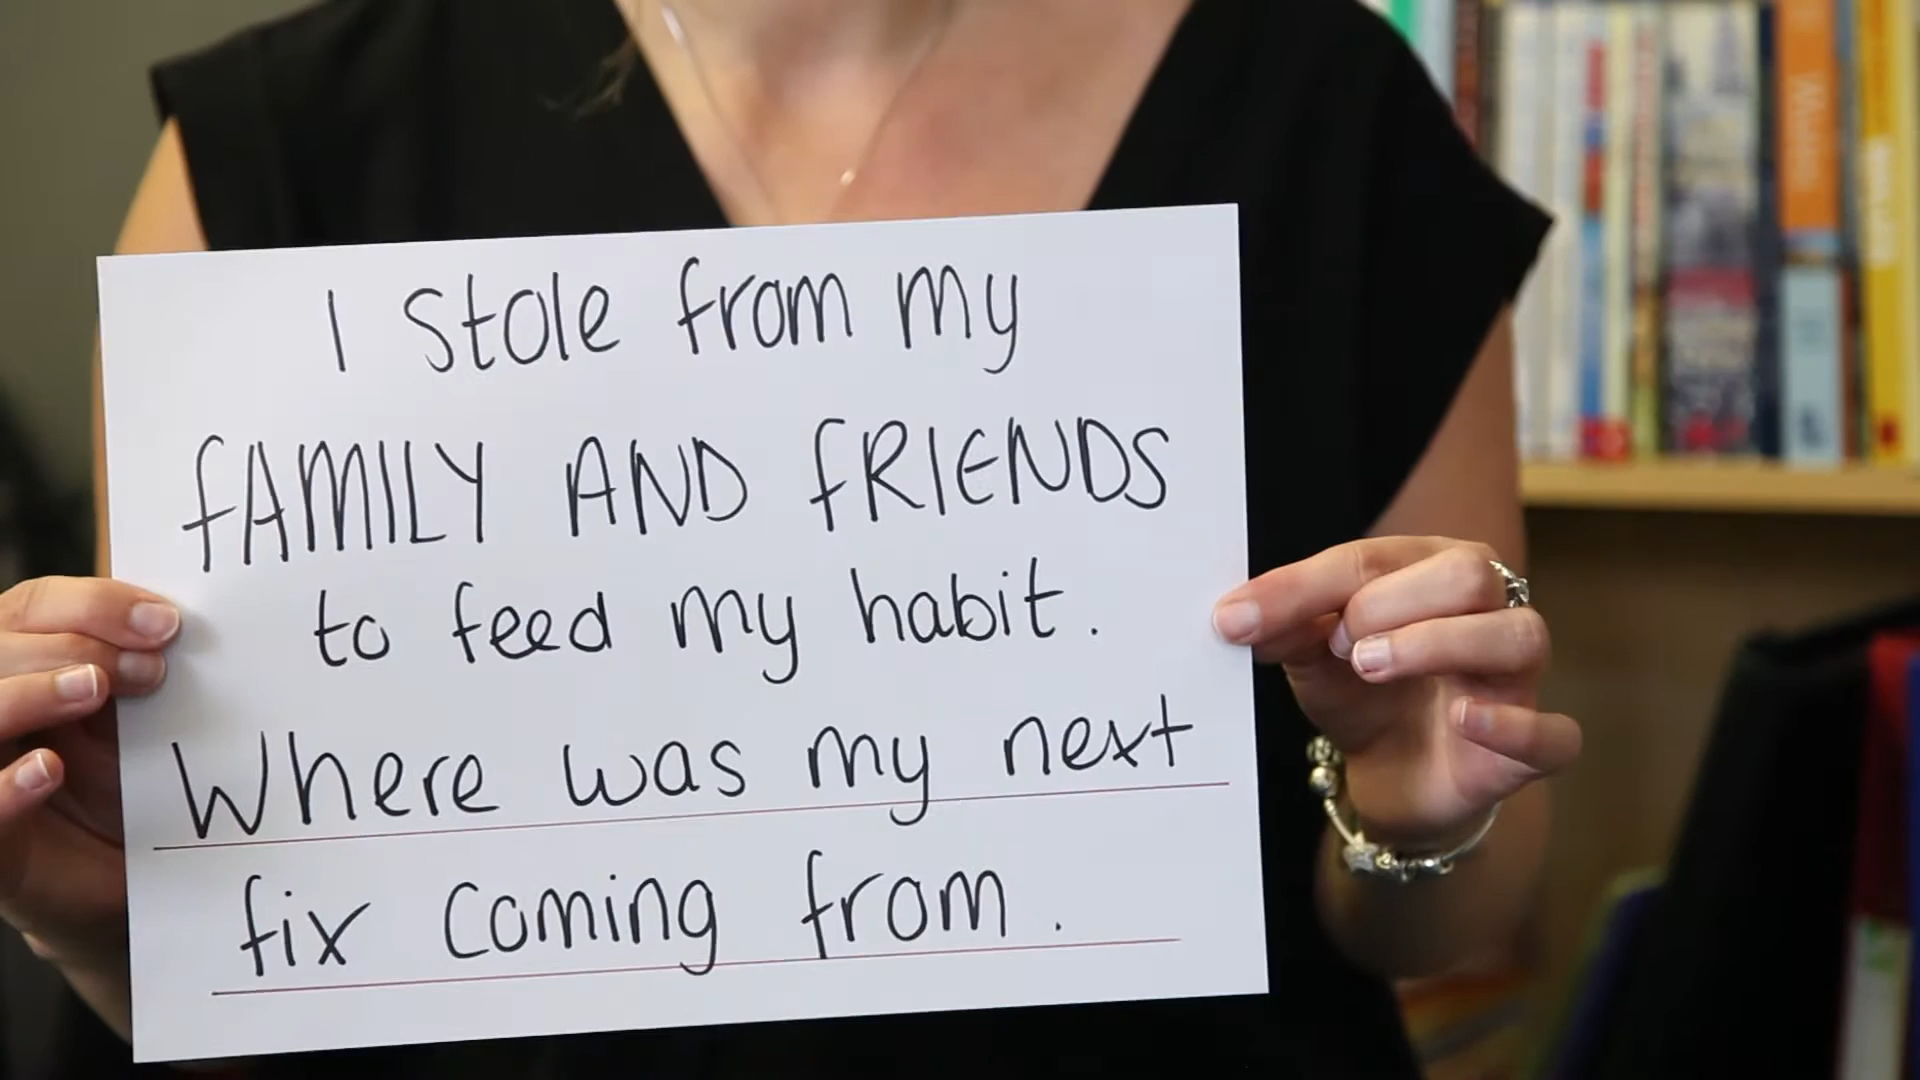 I stole from my
FAMILY AND FRIENDS
to feed my habit.
Where was my next
fix coming from.